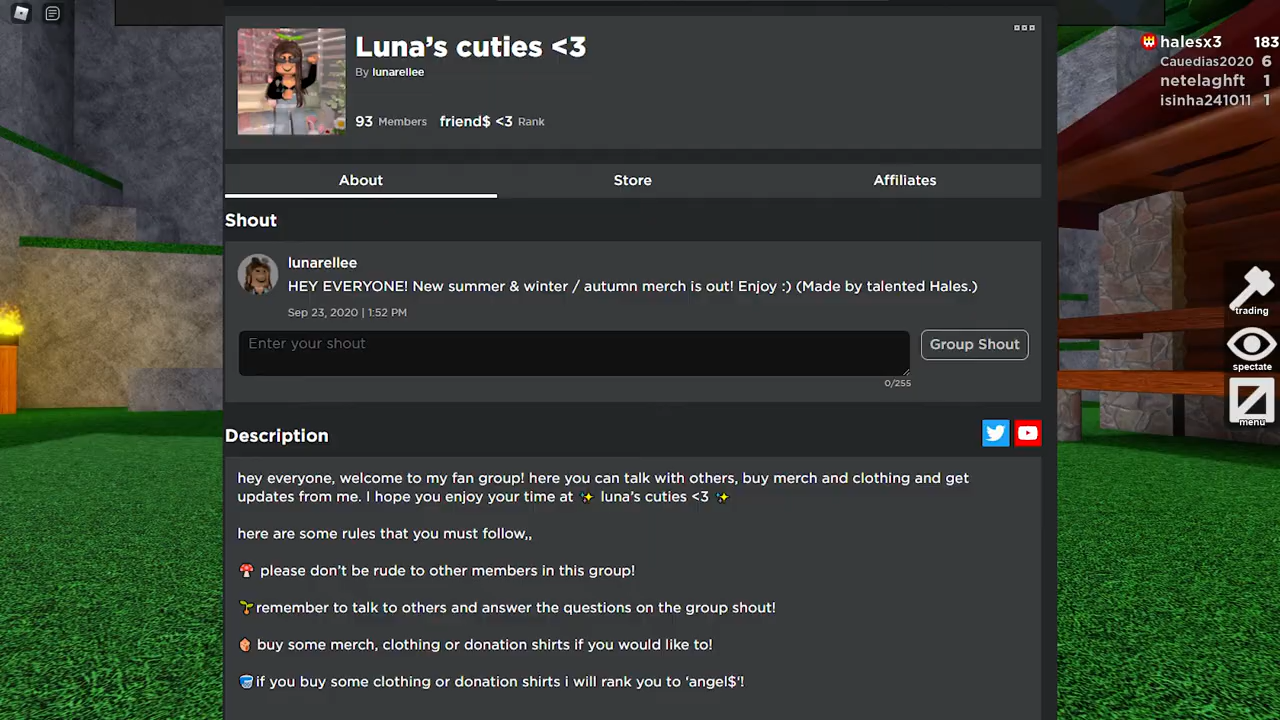 Luna's cuties <3
By lunarellee
93 Members friend$ <3 Rank
About Store Affiliates
Shout
lunarellee
HEY EVERYONE! New summer & winter / autumn merch is out! Enjoy :) (Made by talented Hales.)
Sep 23, 2020 | 1:52 PM
Enter your shout
Group Shout
0/255
Description
hey everyone, welcome to my fan group! here you can talk with others, buy merch and clothing and get
updates from me. I hope you enjoy your time at ✨ luna's cuties <3 ✨
here are some rules that you must follow,,
🍄 please don't be rude to other members in this group!
🌱remember to talk to others and answer the questions on the group shout!
buy some merch, clothing or donation shirts if you would like to!
if you buy some clothing or donation shirts i will rank you to 'angel$'!
halesx3 183
Cauedias2020 6
netelaghft 1
isinha241011 1
trading
spectate
menu